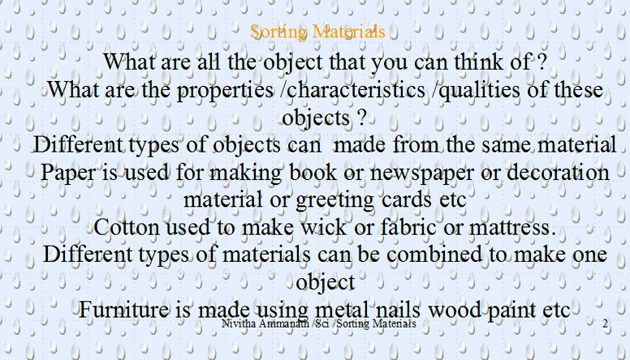 Sorting Materials
What are all the object that you can think of ?
What are the properties /characteristics /qualities of these
objects ?
Different types of objects can  made from the same material
Paper is used for making book or newspaper or decoration
material or greeting cards etc
Cotton used to make wick or fabric or mattress.
Different types of materials can be combined to make one
object
Furniture is made using metal nails wood paint etc
Nivitha Ammanath /Sci /Sorting Materials
2